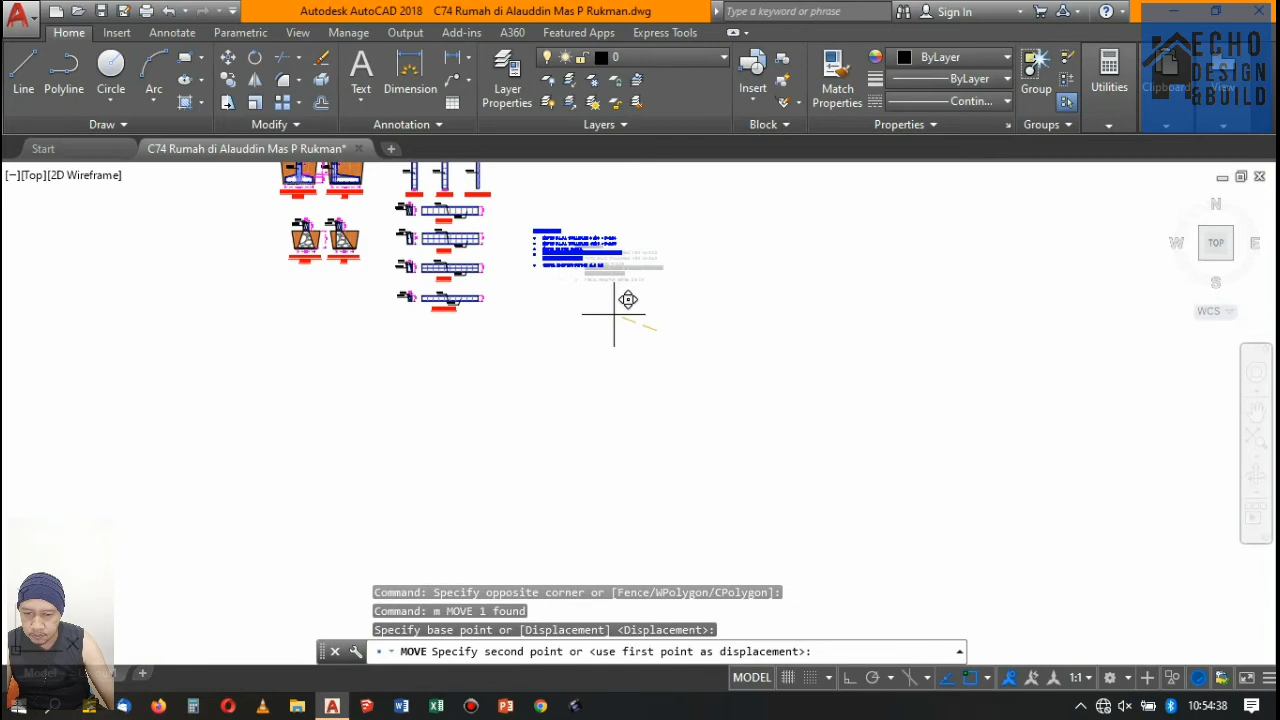 Autodesk AutoCAD 2018 C74 Rumah di Alauddin Mas P Rukman.dwg
Type a keyword or phrase
Sign In
Home Insert Annotate Parametric View Manage Output Add-ins A360 Featured Apps Express Tools
ECHO
DESIGN
&BUILD
Line Polyline Circle Arc
Text Dimension
Layer
Properties
0
Insert
Match
Properties
ByLayer
ByLayer
Contin...
Group
Utilities
Clipboard
View
Draw Modify Annotation Layers Block Properties Groups
Start
C74 Rumah di Alauddin Mas P Rukman*
[−][Top][2D Wireframe]
N
W TOP E
S
WCS
Command: Specify opposite corner or [Fence/WPolygon/CPolygon]:
Command: m MOVE 1 found
Specify base point or [Displacement] <Displacement>:
MOVE Specify second point or <use first point as displacement>:
Model
MODEL
1:1
10:54:38